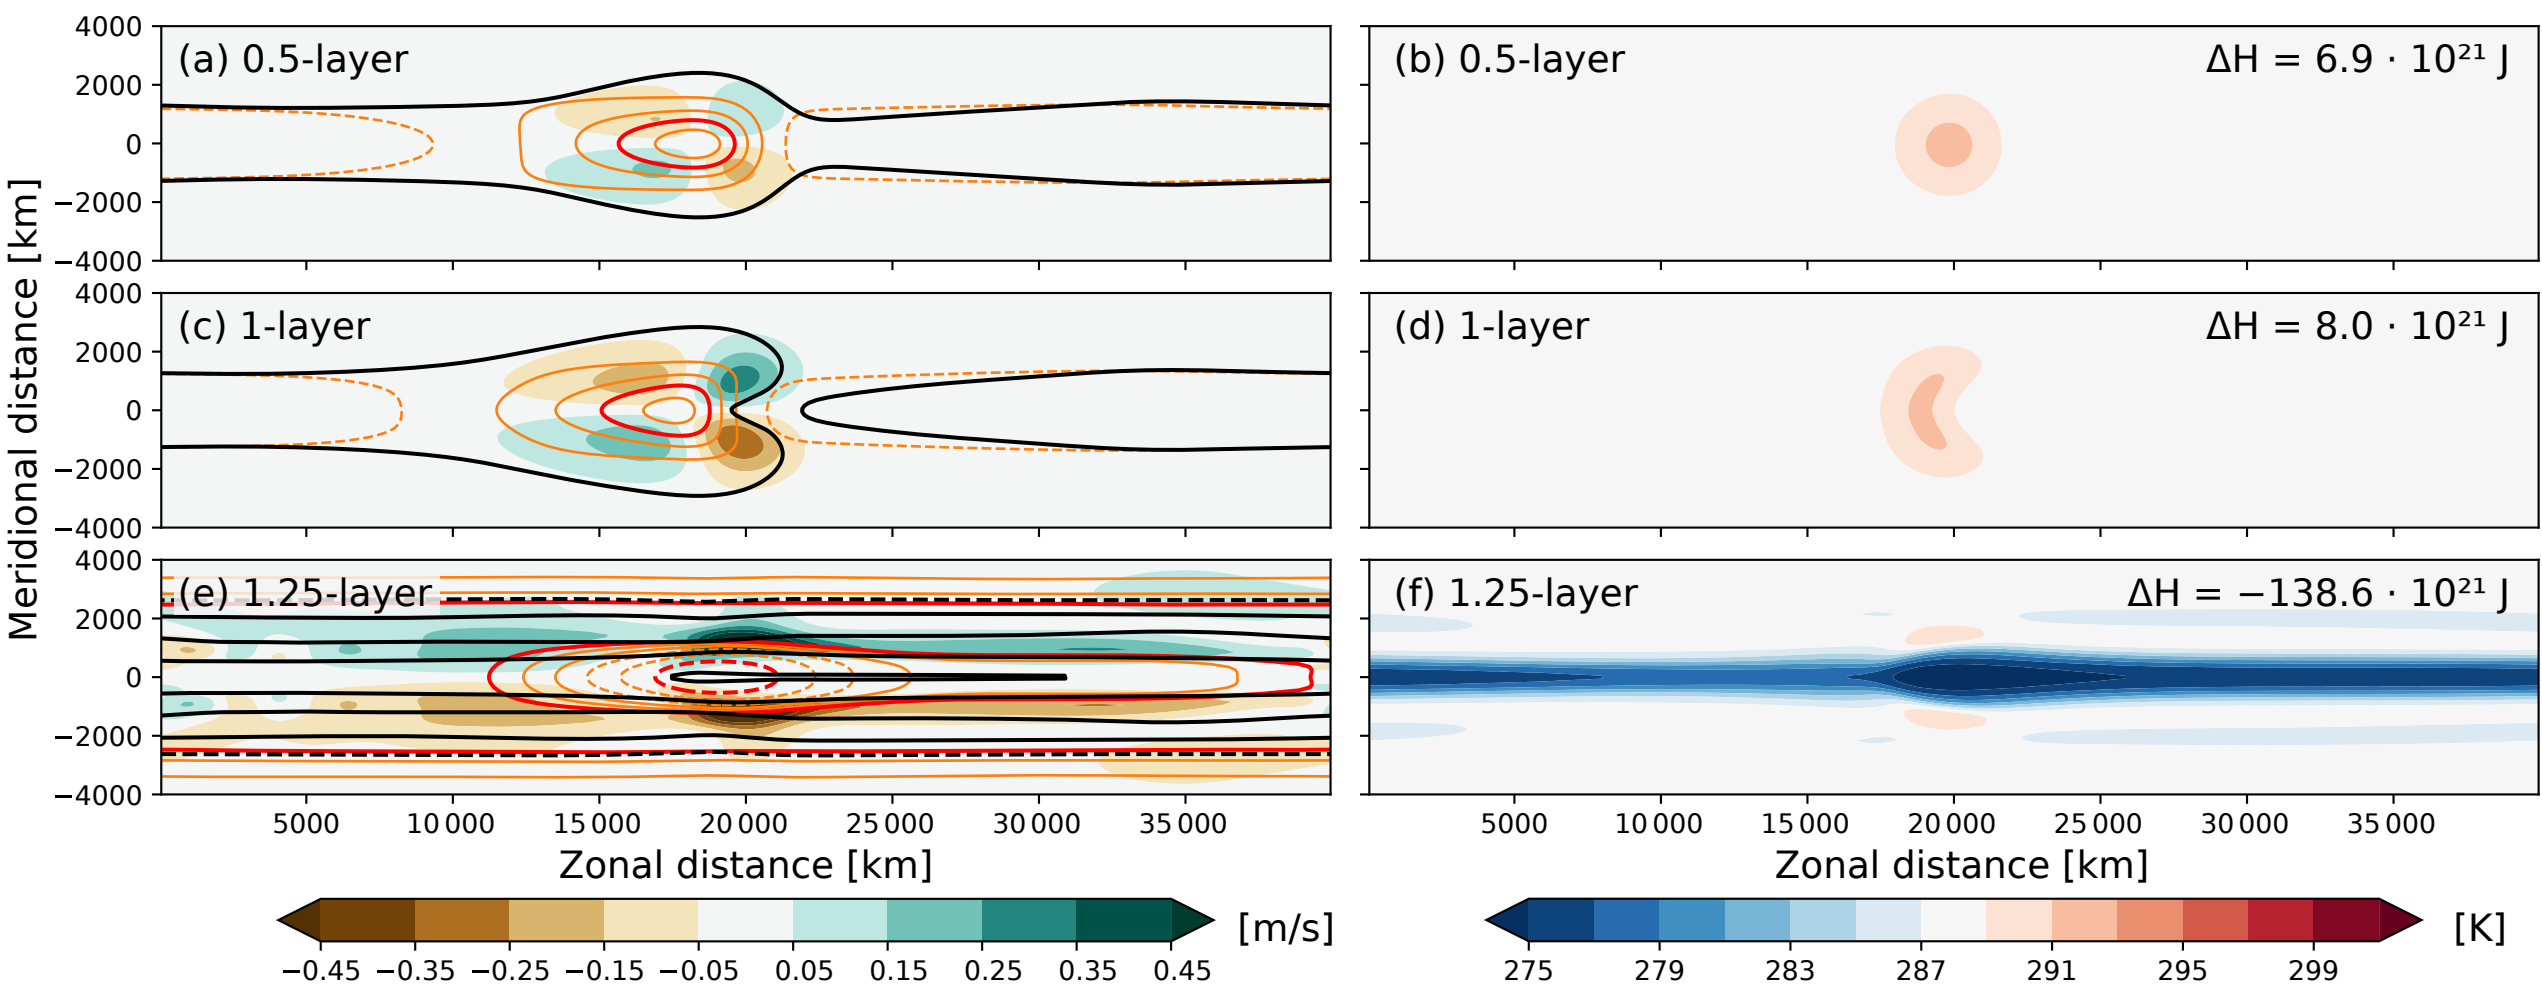 (a) 0.5-layer
(b) 0.5-layer
ΔH = 6.9 · 10²¹ J
4000
2000
0
−2000
−4000
(c) 1-layer
(d) 1-layer
ΔH = 8.0 · 10²¹ J
4000
2000
0
−2000
−4000
Meridional distance [km]
(e) 1.25-layer
(f) 1.25-layer
ΔH = −138.6 · 10²¹ J
4000
2000
0
−2000
−4000
5000 10 000 15 000 20 000 25 000 30 000 35 000
5000 10 000 15 000 20 000 25 000 30 000 35 000
Zonal distance [km]
Zonal distance [km]
[m/s]
[K]
−0.45 −0.35 −0.25 −0.15 −0.05 0.05 0.15 0.25 0.35 0.45
275 279 283 287 291 295 299